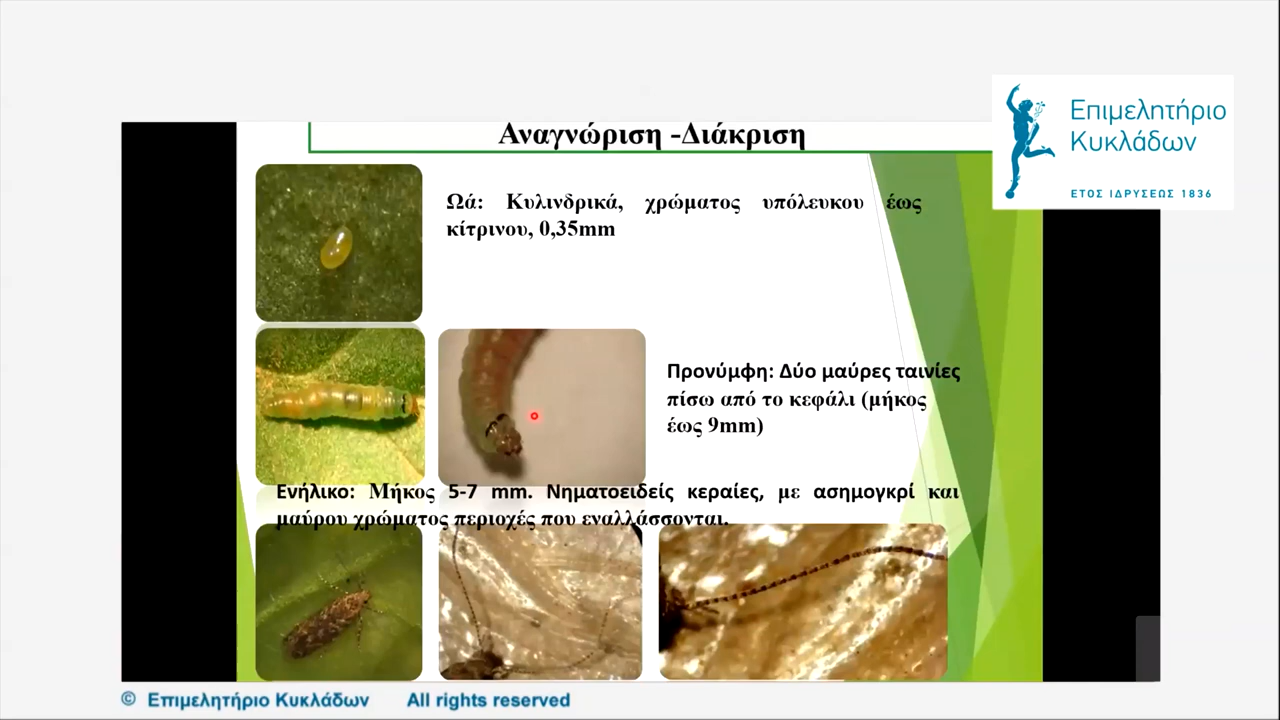 Αναγνώριση -Διάκριση
Επιμελητήριο
Κυκλάδων
ΕΤΟΣ ΙΔΡΥΣΕΩΣ 1836
Ωά: Κυλινδρικά, χρώματος υπόλευκου έως
κίτρινου, 0,35mm
Προνύμφη: Δύο μαύρες ταινίες
πίσω από το κεφάλι (μήκος
έως 9mm)
Ενήλικο: Μήκος 5-7 mm. Νηματοειδείς κεραίες, με ασημογκρί και
μαύρου χρώματος περιοχές που εναλλάσσονται.
© Επιμελητήριο Κυκλάδων All rights reserved